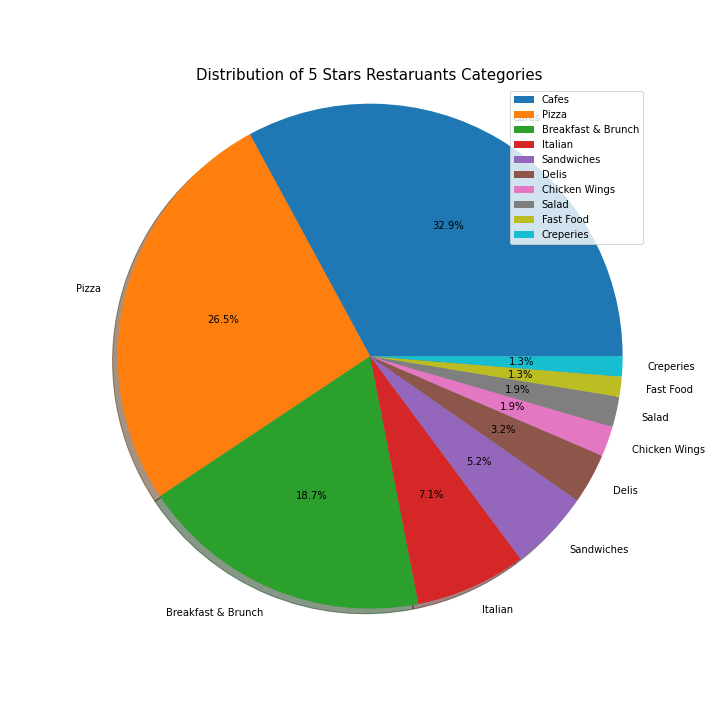 Distribution of 5 Stars Restaruants Categories
Cafes
Cafes
Pizza
Breakfast & Brunch
Italian
Sandwiches
Delis
Chicken Wings
Salad
Fast Food
Creperies
32.9%
Pizza
26.5%
18.7%
Breakfast & Brunch
7.1%
Italian
5.2%
Sandwiches
3.2%
Delis
1.9%
Chicken Wings
1.9%
Salad
1.3%
Fast Food
1.3%
Creperies